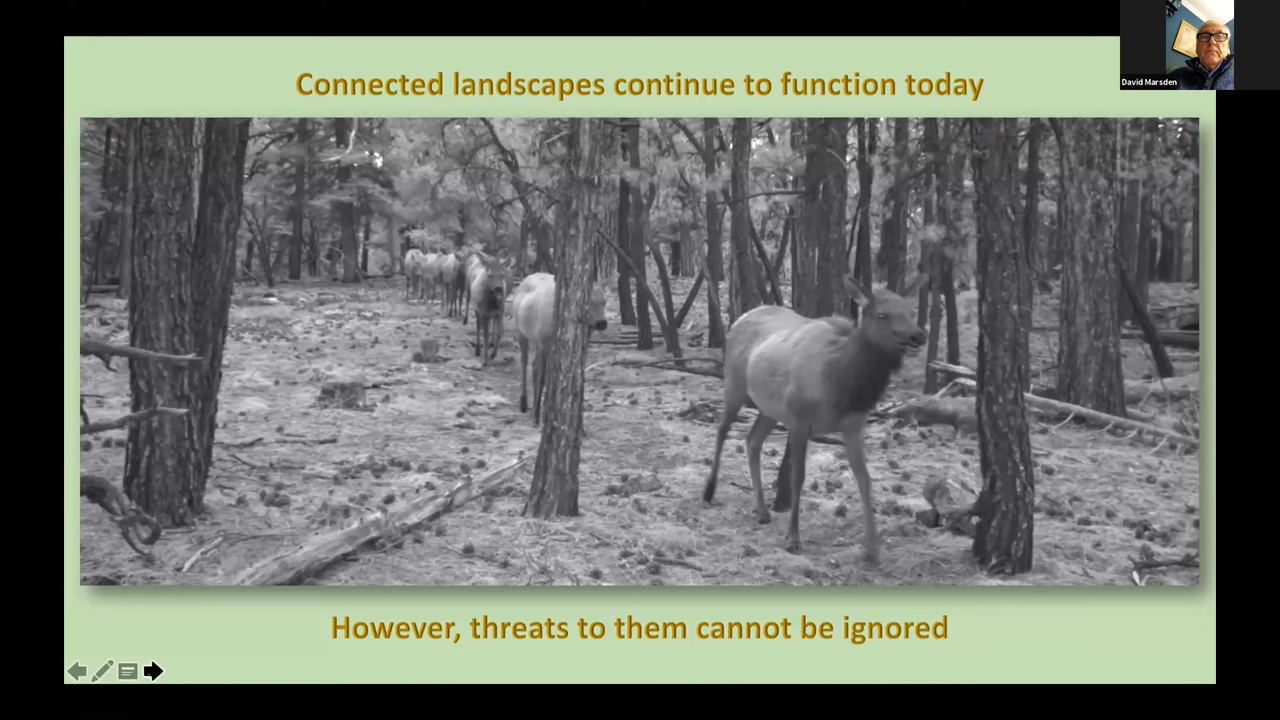 David Marsden
Connected landscapes continue to function today
However, threats to them cannot be ignored